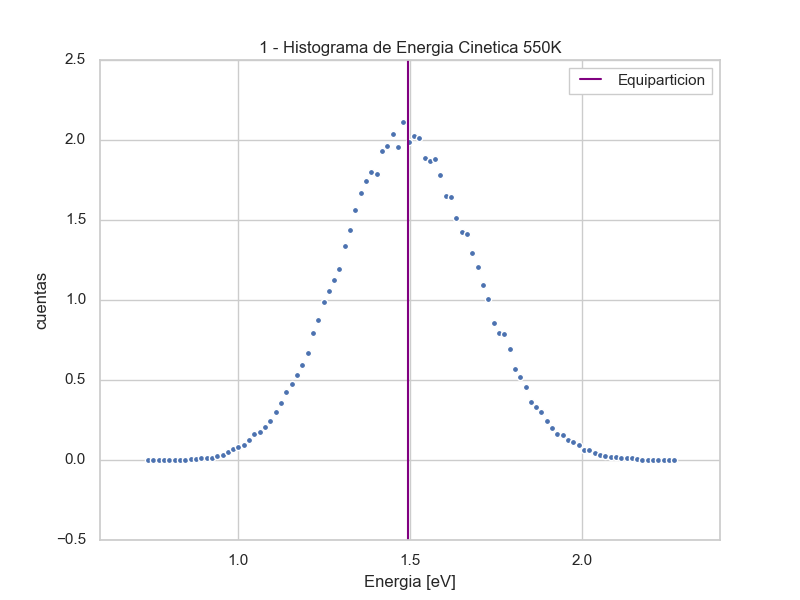 1 - Histograma de Energia Cinetica 550K
Equiparticion
2.5
2.0
1.5
1.0
0.5
0.0
−0.5
cuentas
1.0 1.5 2.0
Energia [eV]